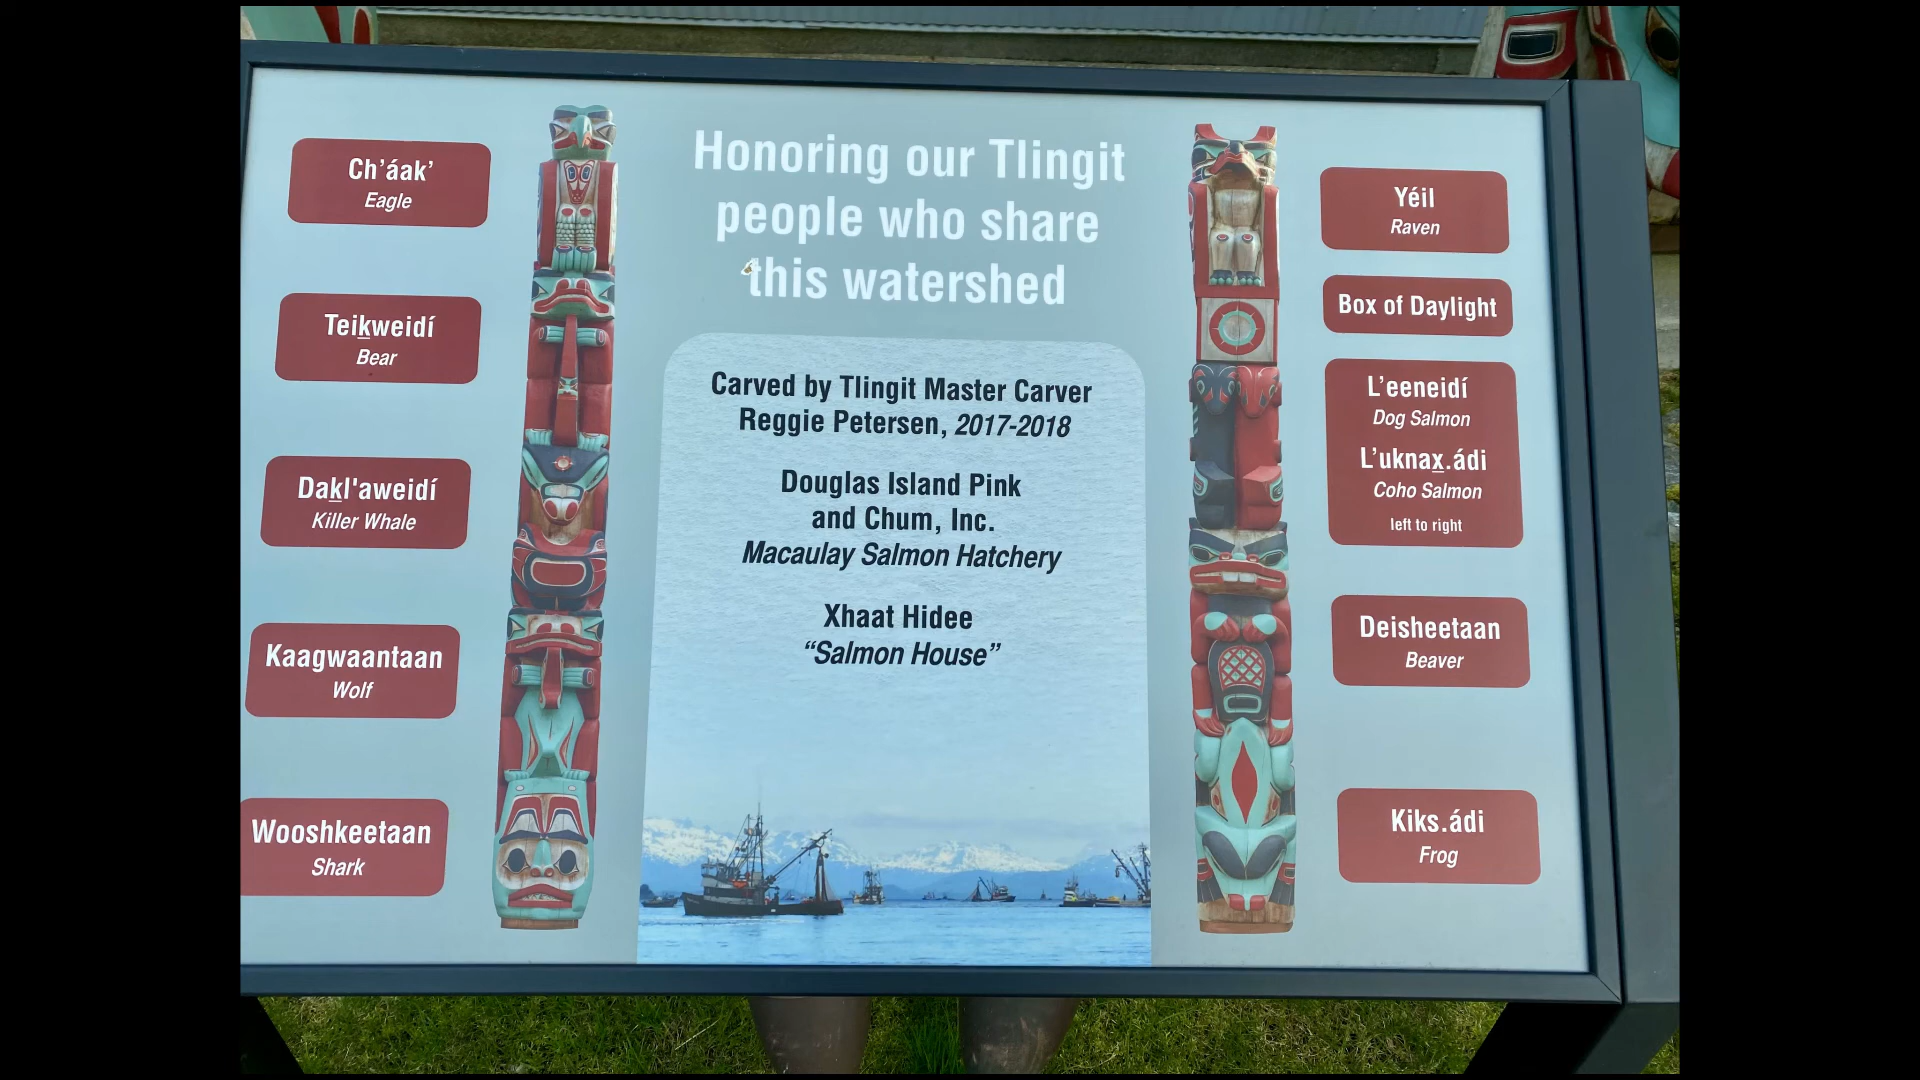 Honoring our Tlingit
people who share
this watershed
Ch’áak’
Eagle
Teiḵweidí
Bear
Daḵl'aweidí
Killer Whale
Kaagwaantaan
Wolf
Wooshkeetaan
Shark
Carved by Tlingit Master Carver
Reggie Petersen, 2017-2018
Douglas Island Pink
and Chum, Inc.
Macaulay Salmon Hatchery
Xhaat Hidee
“Salmon House”
Yéil
Raven
Box of Daylight
L’eeneidí
Dog Salmon
L’uknax̲.ádi
Coho Salmon
left to right
Deisheetaan
Beaver
Kiks.ádi
Frog